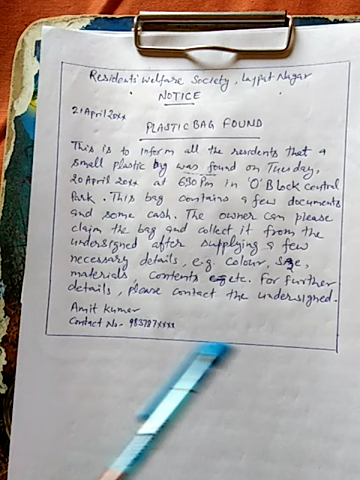 Residents Welfare Society, Lajpat Nagar
NOTICE
21 April 20xx
PLASTIC BAG FOUND
This is to inform all the residents that a
small plastic bag was found on Tuesday,
20 April 20xx at 630 Pm in 'O' Block central
Park. This bag contains a few documents
and some cash. The owner can please
claim the bag and collect it from the
undersigned after supplying a few
necessary details, e.g. colour, Size,
materials, contents etc. For further
details, please contact the undersigned.
Amit Kumar
Contact No- 983787xxxx